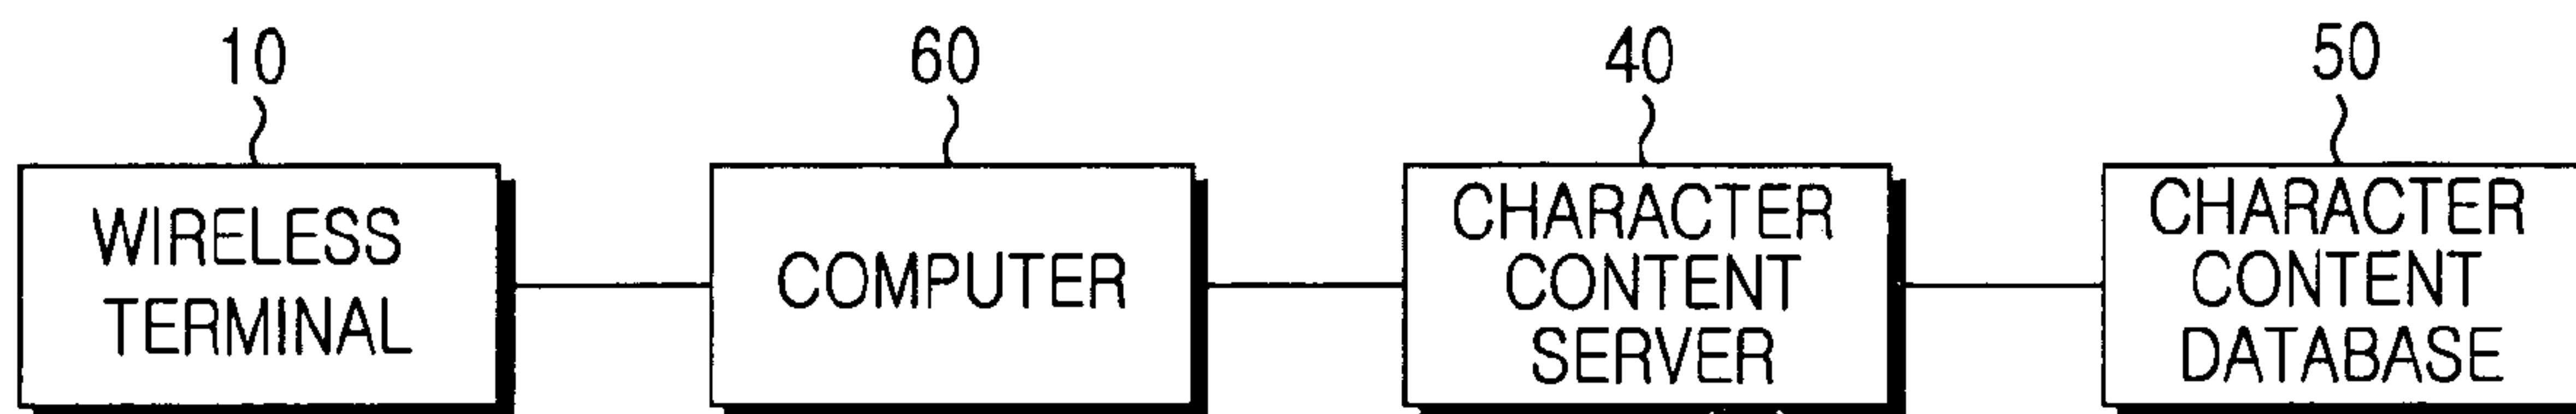 10
60
40
50
WIRELESS
TERMINAL
COMPUTER
CHARACTER
CONTENT
SERVER
CHARACTER
CONTENT
DATABASE